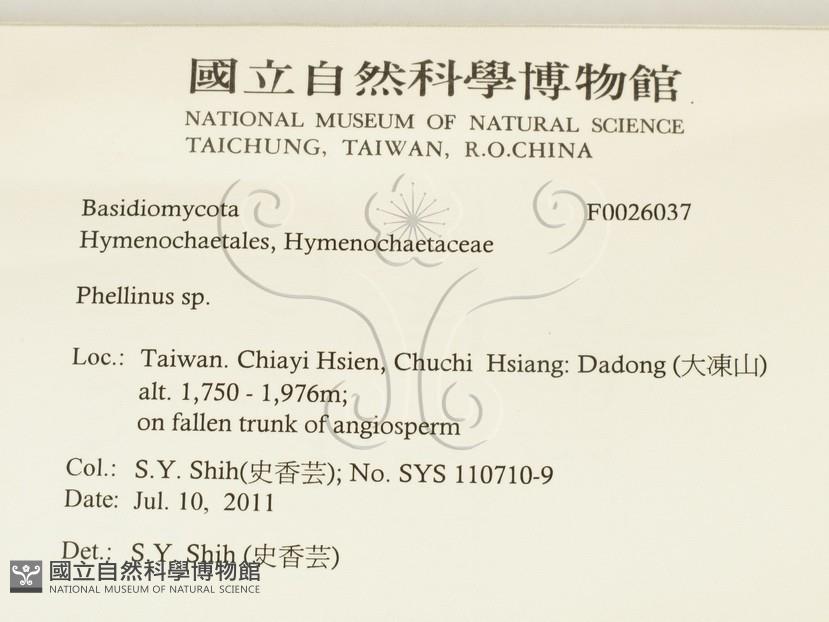 國立自然科學博物館
NATIONAL MUSEUM OF NATURAL SCIENCE
TAICHUNG, TAIWAN, R.O.CHINA
Basidiomycota F0026037
Hymenochaetales, Hymenochaetaceae
Phellinus sp.
Loc.: Taiwan. Chiayi Hsien, Chuchi Hsiang: Dadong (大凍山)
alt. 1,750 - 1,976m;
on fallen trunk of angiosperm
Col.: S.Y. Shih(史香芸); No. SYS 110710-9
Date: Jul. 10, 2011
Det.: S.Y. Shih (史香芸)
國立自然科學博物館
NATIONAL MUSEUM OF NATURAL SCIENCE